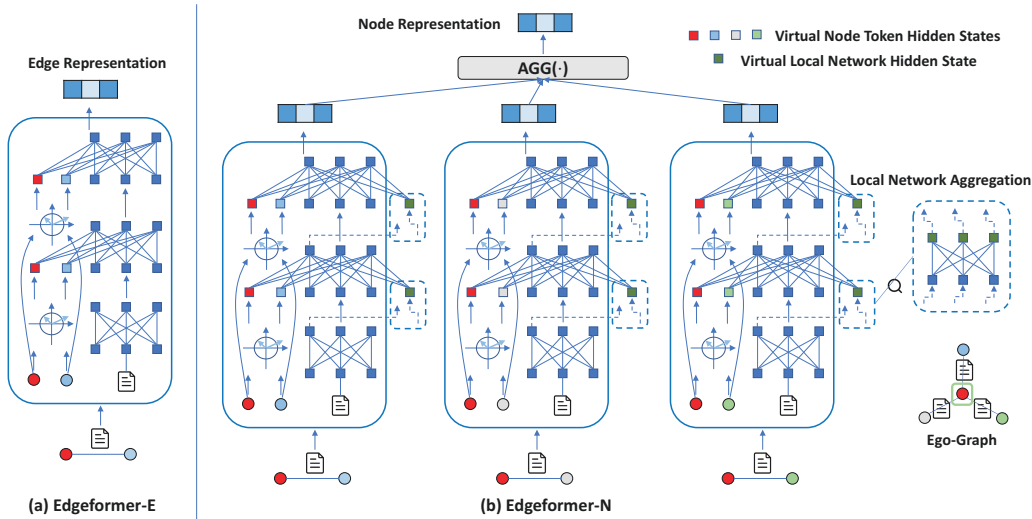 Node Representation
Virtual Node Token Hidden States
Edge Representation
AGG(·)
Virtual Local Network Hidden State
Local Network Aggregation
Ego-Graph
(a) Edgeformer-E
(b) Edgeformer-N